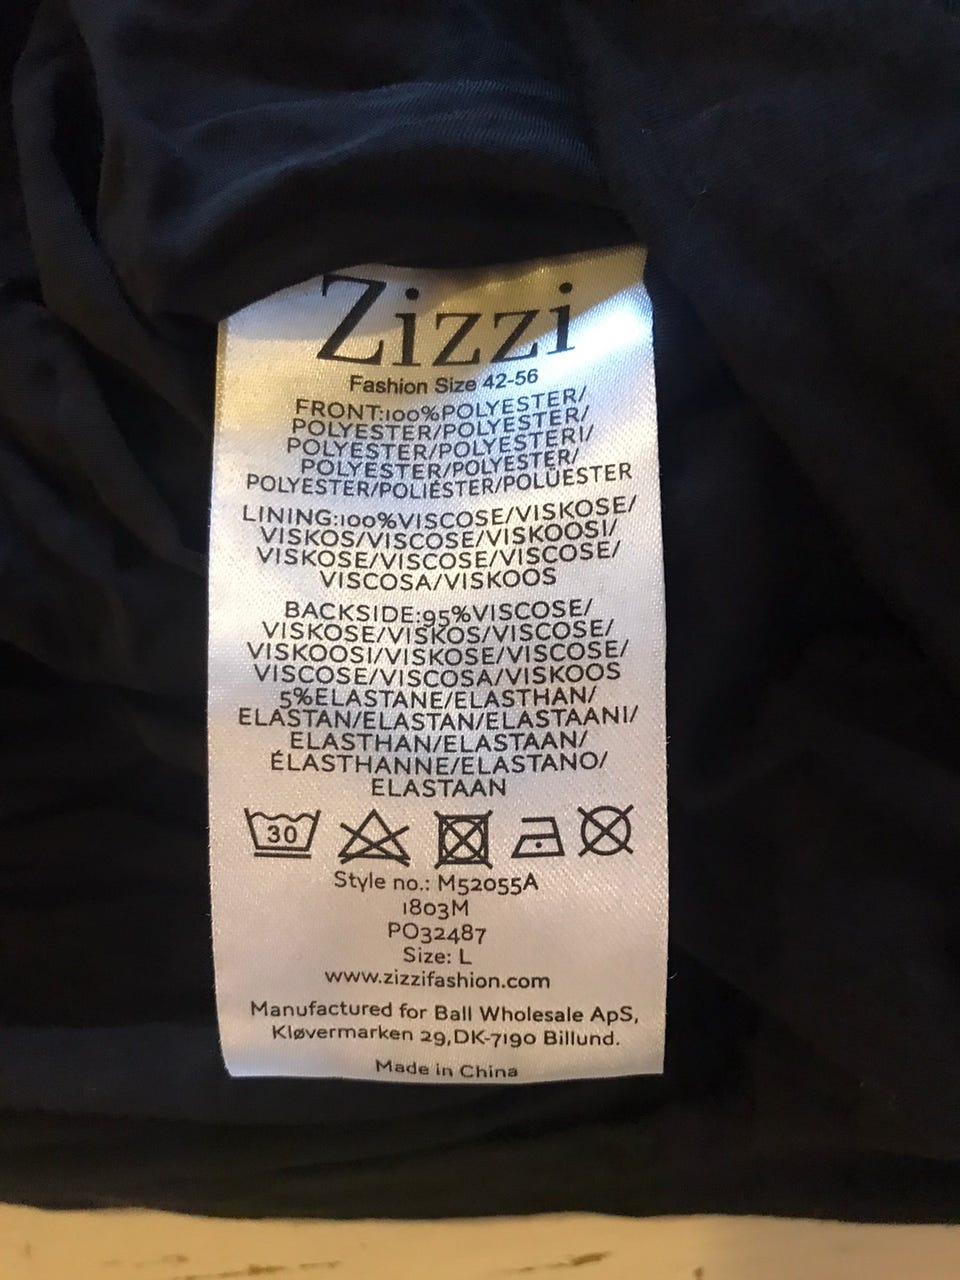 Zizzi
Fashion Size 42-56
FRONT:100%POLYESTER/
POLYESTER/POLYESTER/
POLYESTER/POLYESTERI/
POLYESTER/POLYESTER/
POLYESTER/POLIÉSTER/POLÜESTER
LINING:100%VISCOSE/VISKOSE/
VISKOS/VISCOSE/VISKOOSI/
VISKOSE/VISCOSE/VISCOSE/
VISCOSA/VISKOOS
BACKSIDE:95%VISCOSE/
VISKOSE/VISKOS/VISCOSE/
VISKOOSI/VISKOSE/VISCOSE/
VISCOSE/VISCOSA/VISKOOS
5%ELASTANE/ELASTHAN/
ELASTAN/ELASTAN/ELASTAANI/
ELASTHAN/ELASTAAN/
ÉLASTHANNE/ELASTANO/
ELASTAAN
30
Style no.: M52055A
1803M
PO32487
Size: L
www.zizzifashion.com
Manufactured for Ball Wholesale ApS,
Kløvermarken 29,DK-7190 Billund.
Made in China